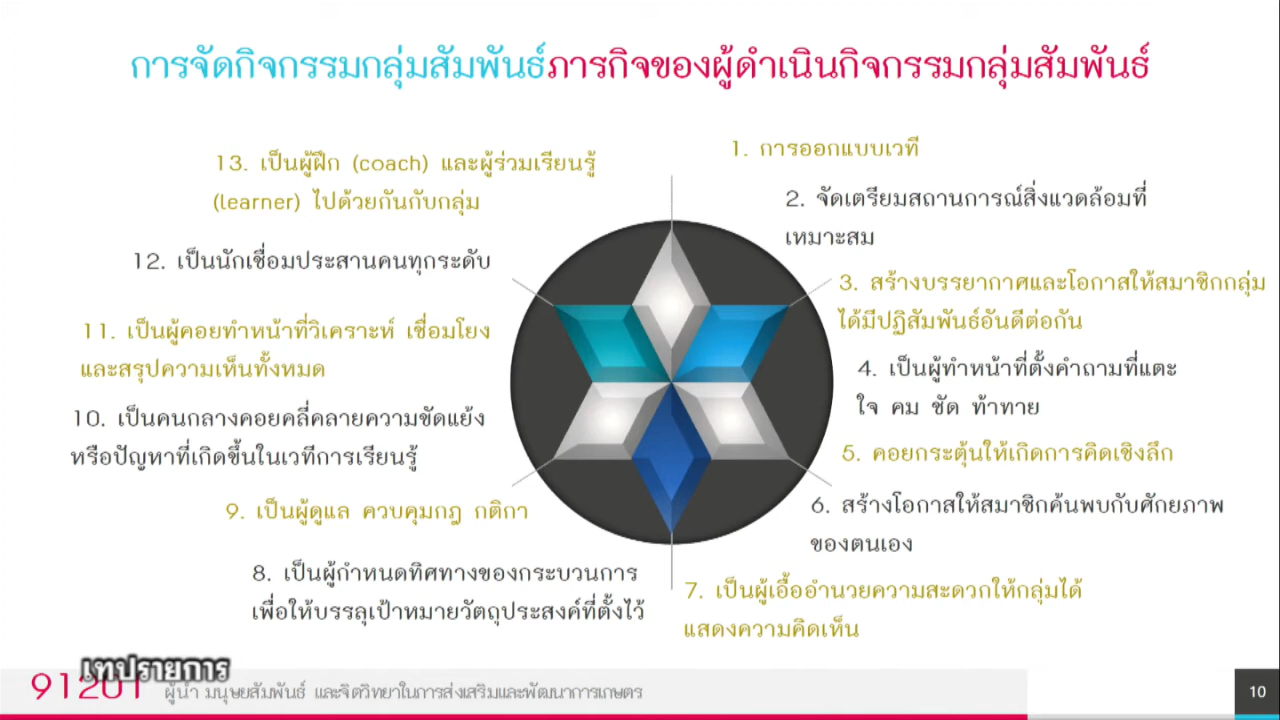 การจัดกิจกรรมกลุ่มสัมพันธ์ภารกิจของผู้ดำเนินกิจกรรมกลุ่มสัมพันธ์
1. การออกแบบเวที
2. จัดเตรียมสถานการณ์สิ่งแวดล้อมที่
เหมาะสม
3. สร้างบรรยากาศและโอกาสให้สมาชิกกลุ่ม
ได้มีปฏิสัมพันธ์อันดีต่อกัน
4. เป็นผู้ทำหน้าที่ตั้งคำถามที่แตะ
ใจ คม ชัด ท้าทาย
5. คอยกระตุ้นให้เกิดการคิดเชิงลึก
6. สร้างโอกาสให้สมาชิกค้นพบกับศักยภาพ
ของตนเอง
7. เป็นผู้เอื้ออำนวยความสะดวกให้กลุ่มได้
แสดงความคิดเห็น
8. เป็นผู้กำหนดทิศทางของกระบวนการ
เพื่อให้บรรลุเป้าหมายวัตถุประสงค์ที่ตั้งไว้
9. เป็นผู้ดูแล ควบคุมกฎ กติกา
10. เป็นคนกลางคอยคลี่คลายความขัดแย้ง
หรือปัญหาที่เกิดขึ้นในเวทีการเรียนรู้
11. เป็นผู้คอยทำหน้าที่วิเคราะห์ เชื่อมโยง
และสรุปความเห็นทั้งหมด
12. เป็นนักเชื่อมประสานคนทุกระดับ
13. เป็นผู้ฝึก (coach) และผู้ร่วมเรียนรู้
(learner) ไปด้วยกันกับกลุ่ม
เทปรายการ
91201 ผู้นำ มนุษยสัมพันธ์ และจิตวิทยาในการส่งเสริมและพัฒนาการเกษตร
10